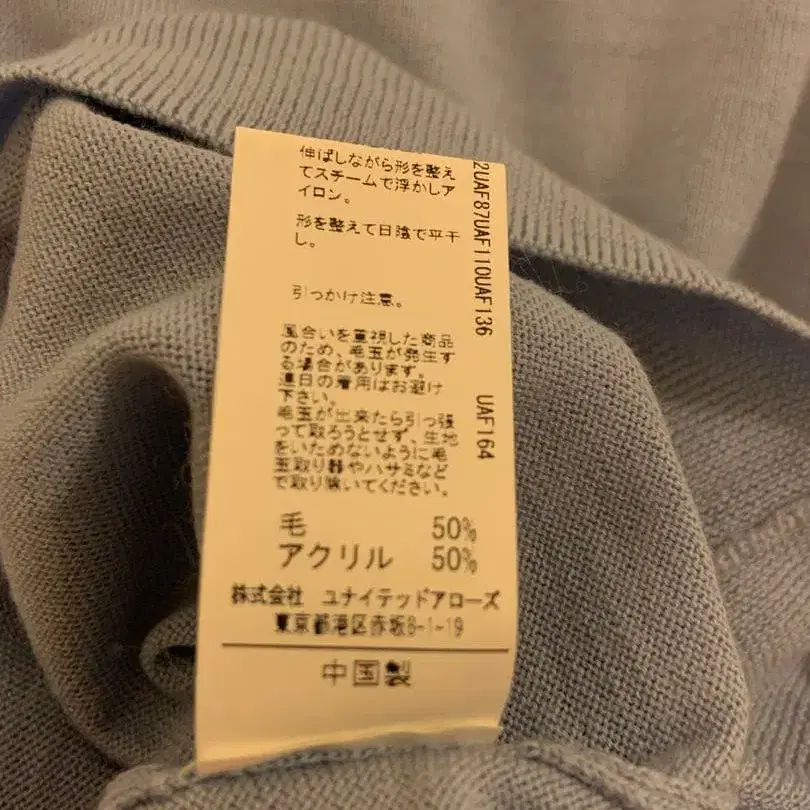 伸ばしながら形を整え
てスチームで浮かしア
イロン。
形を整えて日陰で平干
し。
引っかけ注意。
風合いを重視した商品
のため、毛玉が発生す
る場合があります。
連日の着用はお避け
下さい。
毛玉が出来たら引っ張
って取ろうとせず、生地
をいためないように毛
玉取り器やハサミなど
で取り除いてください。
毛 50%
アクリル 50%
株式会社 ユナイテッドアローズ
東京都港区赤坂8-1-19
中国製
2UAF87UAF110UAF136 UAF164